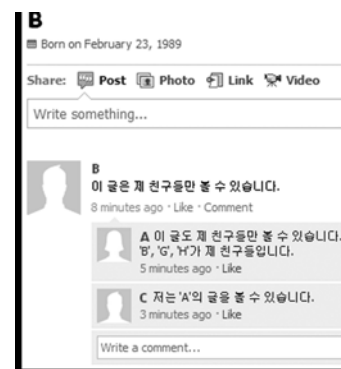 B
Born on February 23, 1989
Share: Post Photo Link Video
Write something...
B
이 글은 제 친구들만 볼 수 있습니다.
8 minutes ago · Like · Comment
A 이 글도 제 친구들만 볼 수 있습니다.
'B', 'G', 'H'가 제 친구들입니다.
5 minutes ago · Like
C 저는 'A'의 글을 볼 수 있습니다.
3 minutes ago · Like
Write a comment...